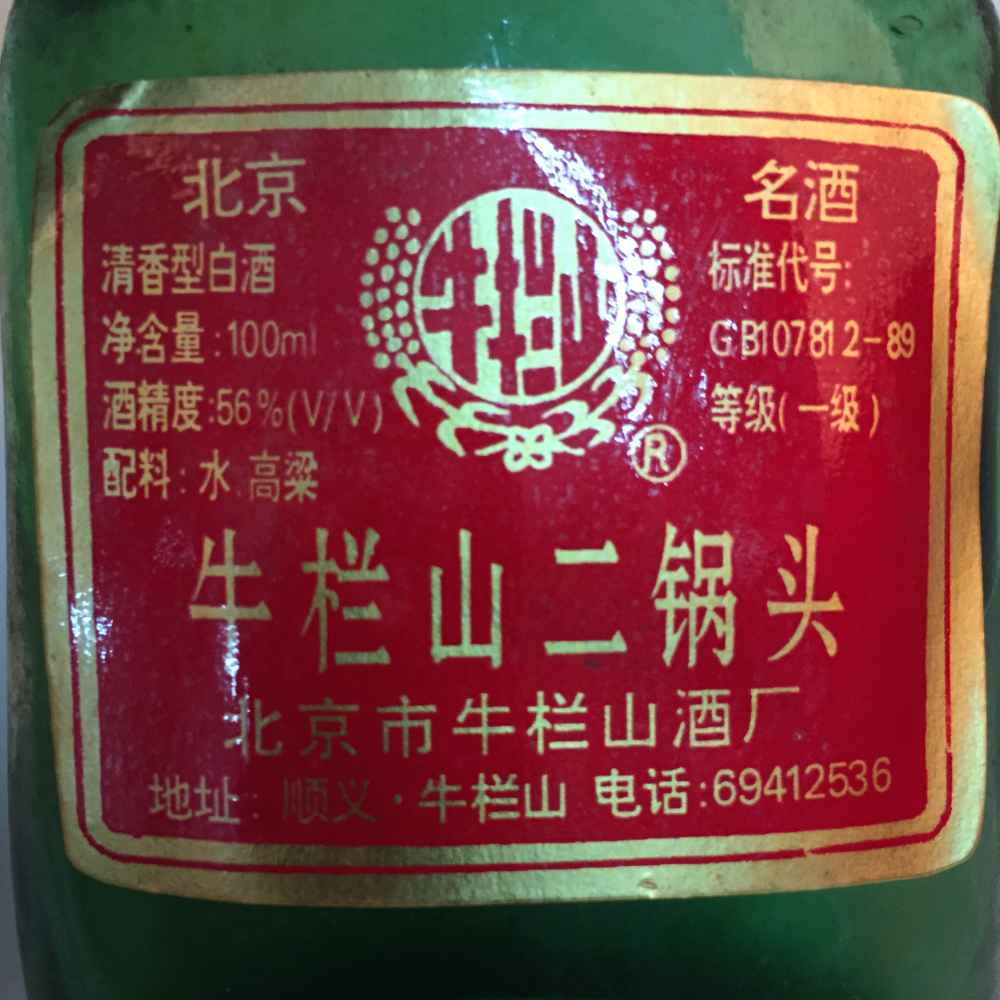 北京
名酒
清香型白酒
净含量:100ml
酒精度:56%(V/V)
配料:水 高粱
牛栏山
®
标准代号:
GB107812-89
等级(一级)
牛栏山二锅头
北京市牛栏山酒厂
地址:顺义·牛栏山 电话:69412536